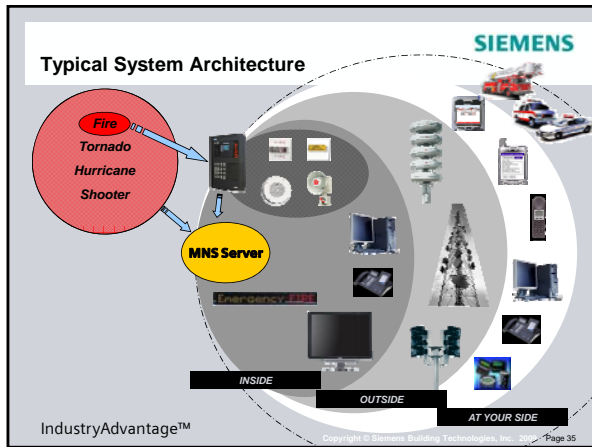 SIEMENS
Typical System Architecture
Fire
Tornado
Hurricane
Shooter
MNS Server
Emergency FIRE
INSIDE
OUTSIDE
AT YOUR SIDE
IndustryAdvantage™
Copyright © Siemens Building Technologies, Inc. Page 35